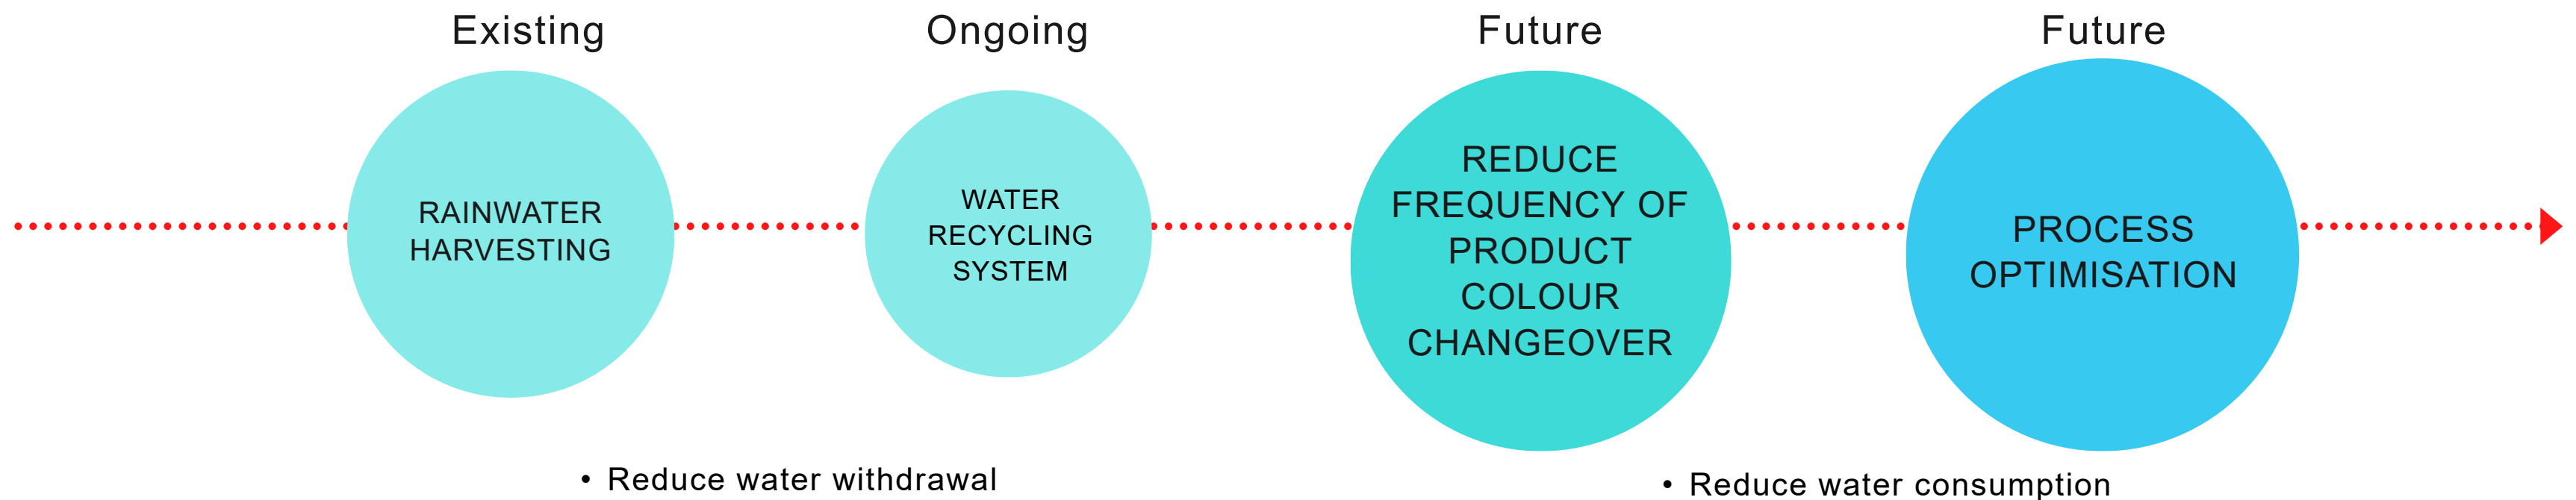 Existing
Ongoing
Future
Future
RAINWATER
HARVESTING
WATER
RECYCLING
SYSTEM
REDUCE
FREQUENCY OF
PRODUCT
COLOUR
CHANGEOVER
PROCESS
OPTIMISATION
• Reduce water withdrawal
• Reduce water consumption